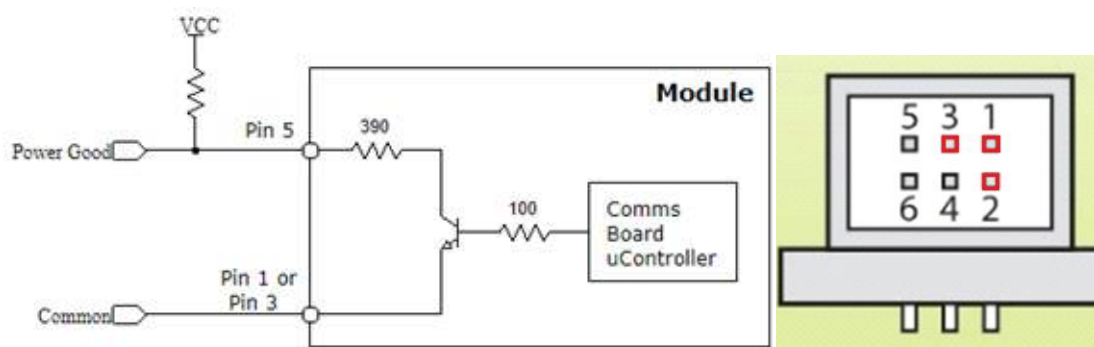 VCC
Module
Pin 5
390
Power Good
100
Comms
Board
uController
Pin 1 or
Pin 3
Common
5 3 1
6 4 2